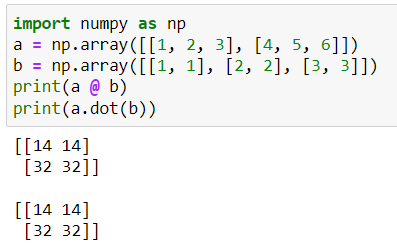 import numpy as np
a = np.array([[1, 2, 3], [4, 5, 6]])
b = np.array([[1, 1], [2, 2], [3, 3]])
print(a @ b)
print(a.dot(b))
[[14 14]
 [32 32]]
[[14 14]
 [32 32]]